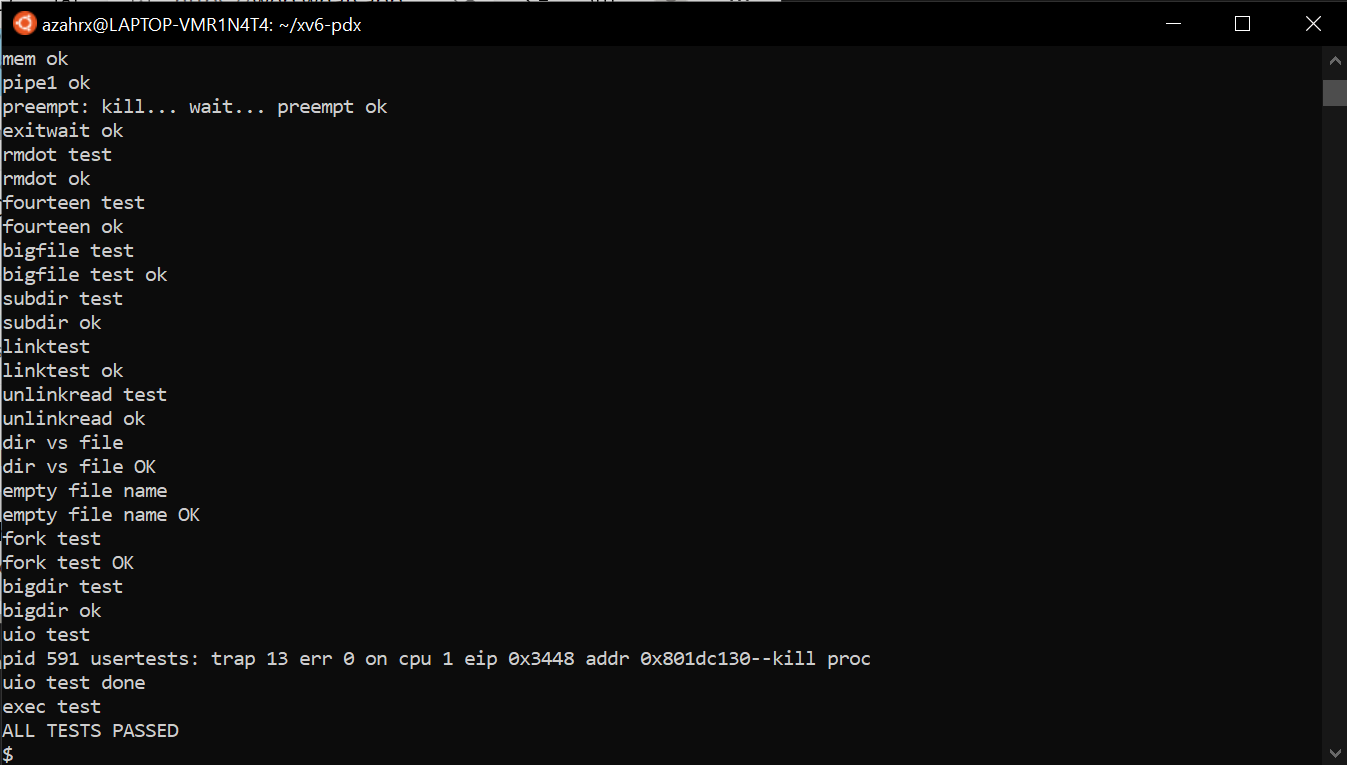 azahrx@LAPTOP-VMR1N4T4: ~/xv6-pdx
mem ok
pipe1 ok
preempt: kill... wait... preempt ok
exitwait ok
rmdot test
rmdot ok
fourteen test
fourteen ok
bigfile test
bigfile test ok
subdir test
subdir ok
linktest
linktest ok
unlinkread test
unlinkread ok
dir vs file
dir vs file OK
empty file name
empty file name OK
fork test
fork test OK
bigdir test
bigdir ok
uio test
pid 591 usertests: trap 13 err 0 on cpu 1 eip 0x3448 addr 0x801dc130--kill proc
uio test done
exec test
ALL TESTS PASSED
$